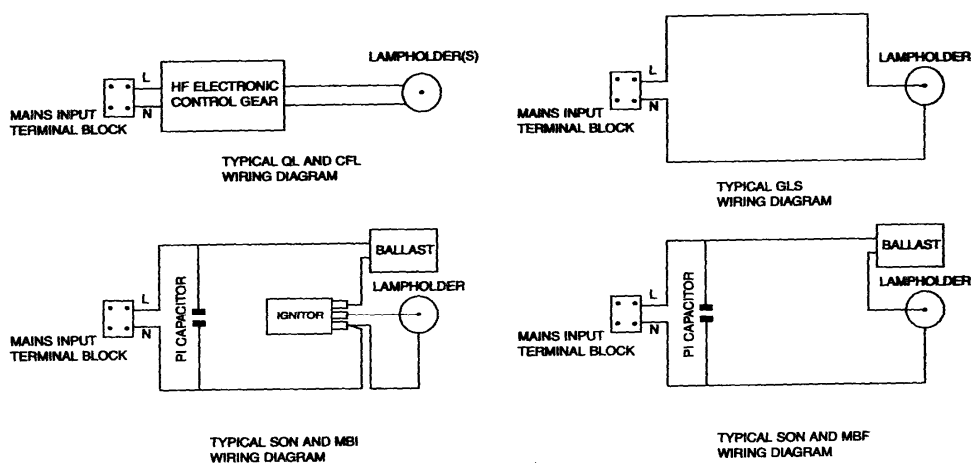 LAMPHOLDER(S)
L
HF ELECTRONIC
CONTROL GEAR
N
MAINS INPUT
TERMINAL BLOCK
TYPICAL QL AND CFL
WIRING DIAGRAM
LAMPHOLDER
L
N
MAINS INPUT
TERMINAL BLOCK
TYPICAL GLS
WIRING DIAGRAM
BALLAST
LAMPHOLDER
L
PI CAPACITOR
IGNITOR
N
MAINS INPUT
TERMINAL BLOCK
TYPICAL SON AND MBI
WIRING DIAGRAM
BALLAST
LAMPHOLDER
L
PI CAPACITOR
N
MAINS INPUT
TERMINAL BLOCK
TYPICAL SON AND MBF
WIRING DIAGRAM